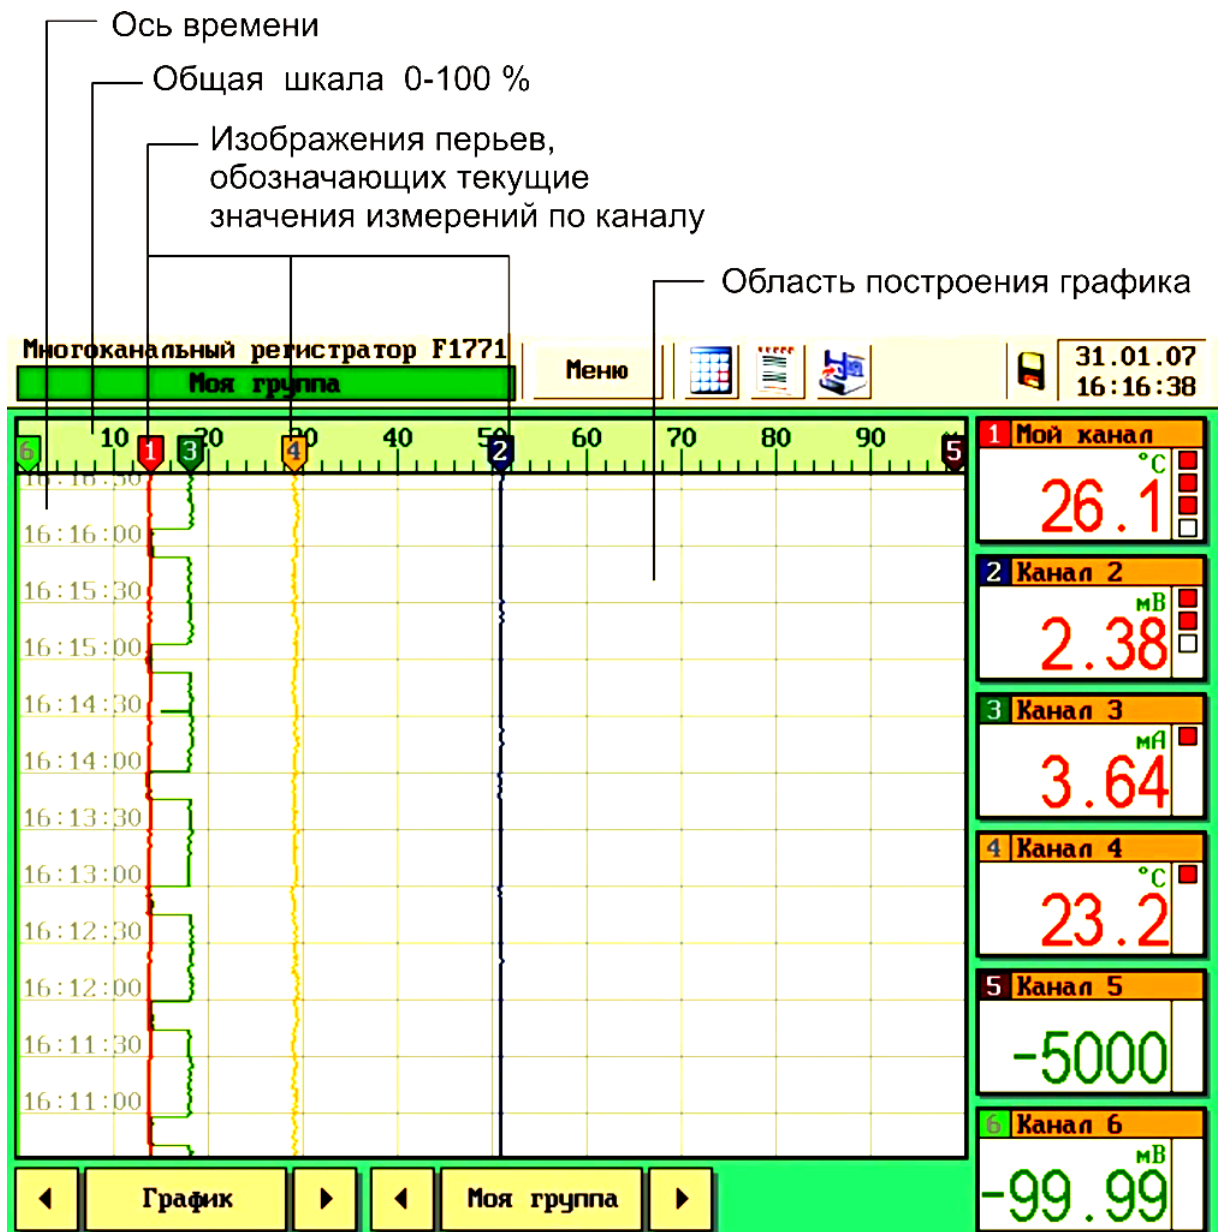 Ось времени
Общая шкала 0-100 %
Изображения перьев,
обозначающих текущие
значения измерений по каналу
Область построения графика
Многоканальный регистратор F1771
Моя группа
Меню
31.01.07
16:16:38
10 20 30 40 50 60 70 80 90 %
6 1 3 4 2 5
16:16:30
16:16:00
16:15:30
16:15:00
16:14:30
16:14:00
16:13:30
16:13:00
16:12:30
16:12:00
16:11:30
16:11:00
1 Мой канал
°C
26.1
2 Канал 2
мВ
2.38
3 Канал 3
мА
3.64
4 Канал 4
°C
23.2
5 Канал 5
-5000
6 Канал 6
мВ
-99.99
График
Моя группа